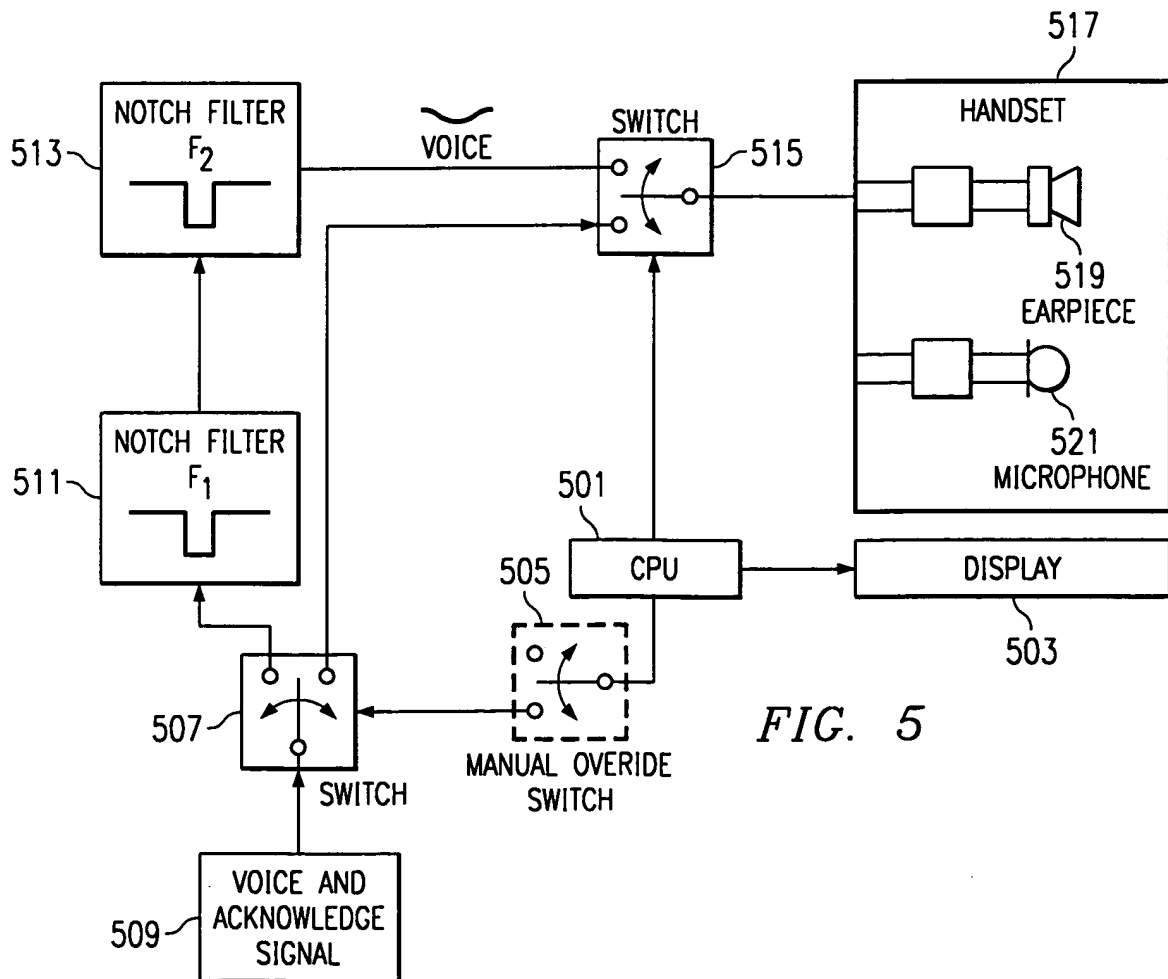 517
NOTCH FILTER
F2
513
VOICE
SWITCH
515
HANDSET
519
EARPIECE
NOTCH FILTER
F1
511
521
MICROPHONE
501
CPU
DISPLAY
503
505
507
SWITCH
MANUAL OVERIDE
SWITCH
FIG. 5
VOICE AND
ACKNOWLEDGE
SIGNAL
509